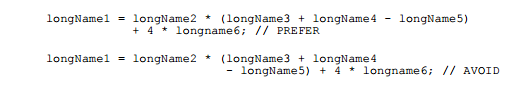 longName1 = longName2 * (longName3 + longName4 - longName5)
+ 4 * longname6; // PREFER
longName1 = longName2 * (longName3 + longName4
- longName5) + 4 * longname6; // AVOID